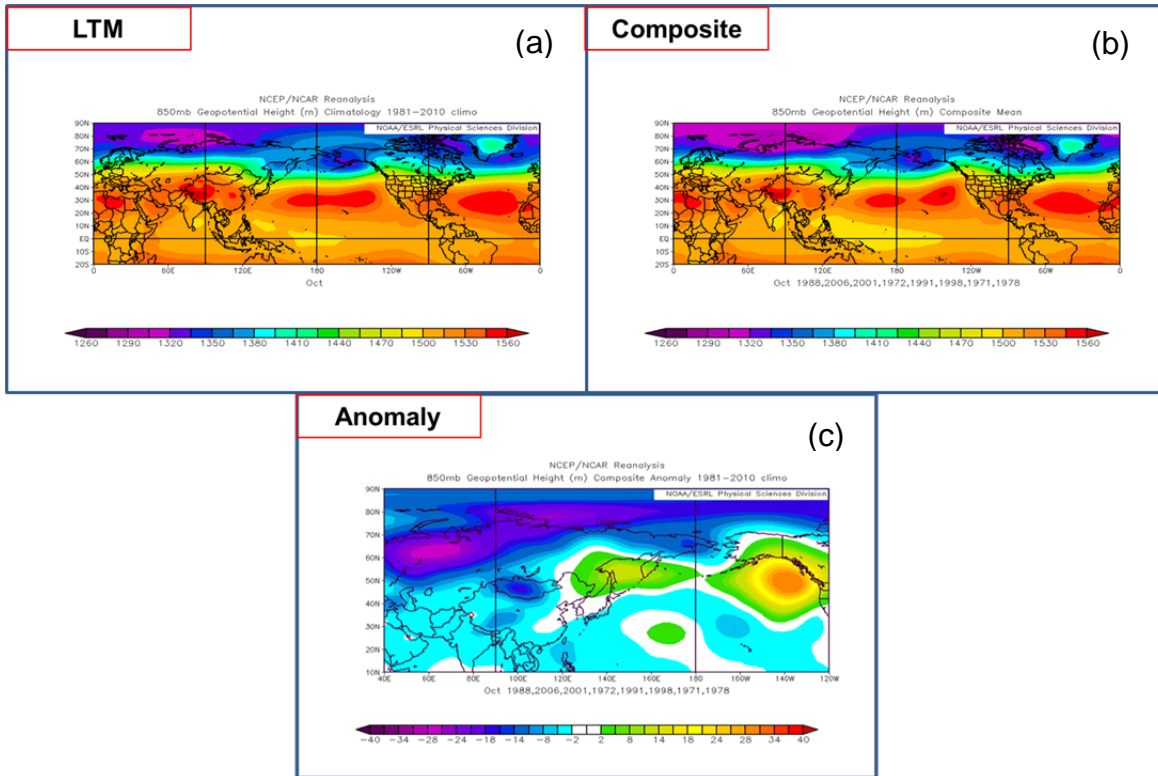 LTM
(a)
NCEP/NCAR Reanalysis
850mb Geopotential Height (m) Climatology 1981−2010 climo
NOAA/ESRL Physical Sciences Division
90N
80N
70N
60N
50N
40N
30N
20N
10N
EQ
10S
20S
0 60E 120E 180 120W 60W 0
Oct
1260 1290 1320 1350 1380 1410 1440 1470 1500 1530 1560
Composite
(b)
NCEP/NCAR Reanalysis
850mb Geopotential Height (m) Composite Mean
NOAA/ESRL Physical Sciences Division
90N
80N
70N
60N
50N
40N
30N
20N
10N
EQ
10S
20S
0 60E 120E 180 120W 60W 0
Oct 1988,2006,2001,1972,1991,1998,1971,1978
1260 1290 1320 1350 1380 1410 1440 1470 1500 1530 1560
Anomaly
(c)
NCEP/NCAR Reanalysis
850mb Geopotential Height (m) Composite Anomaly 1981−2010 climo
NOAA/ESRL Physical Sciences Division
90N
80N
70N
60N
50N
40N
30N
20N
10N
40E 60E 80E 100E 120E 140E 160E 180 160W 140W 120W
Oct 1988,2006,2001,1972,1991,1998,1971,1978
−40 −34 −28 −24 −18 −14 −8 −2 2 8 14 18 24 28 34 40